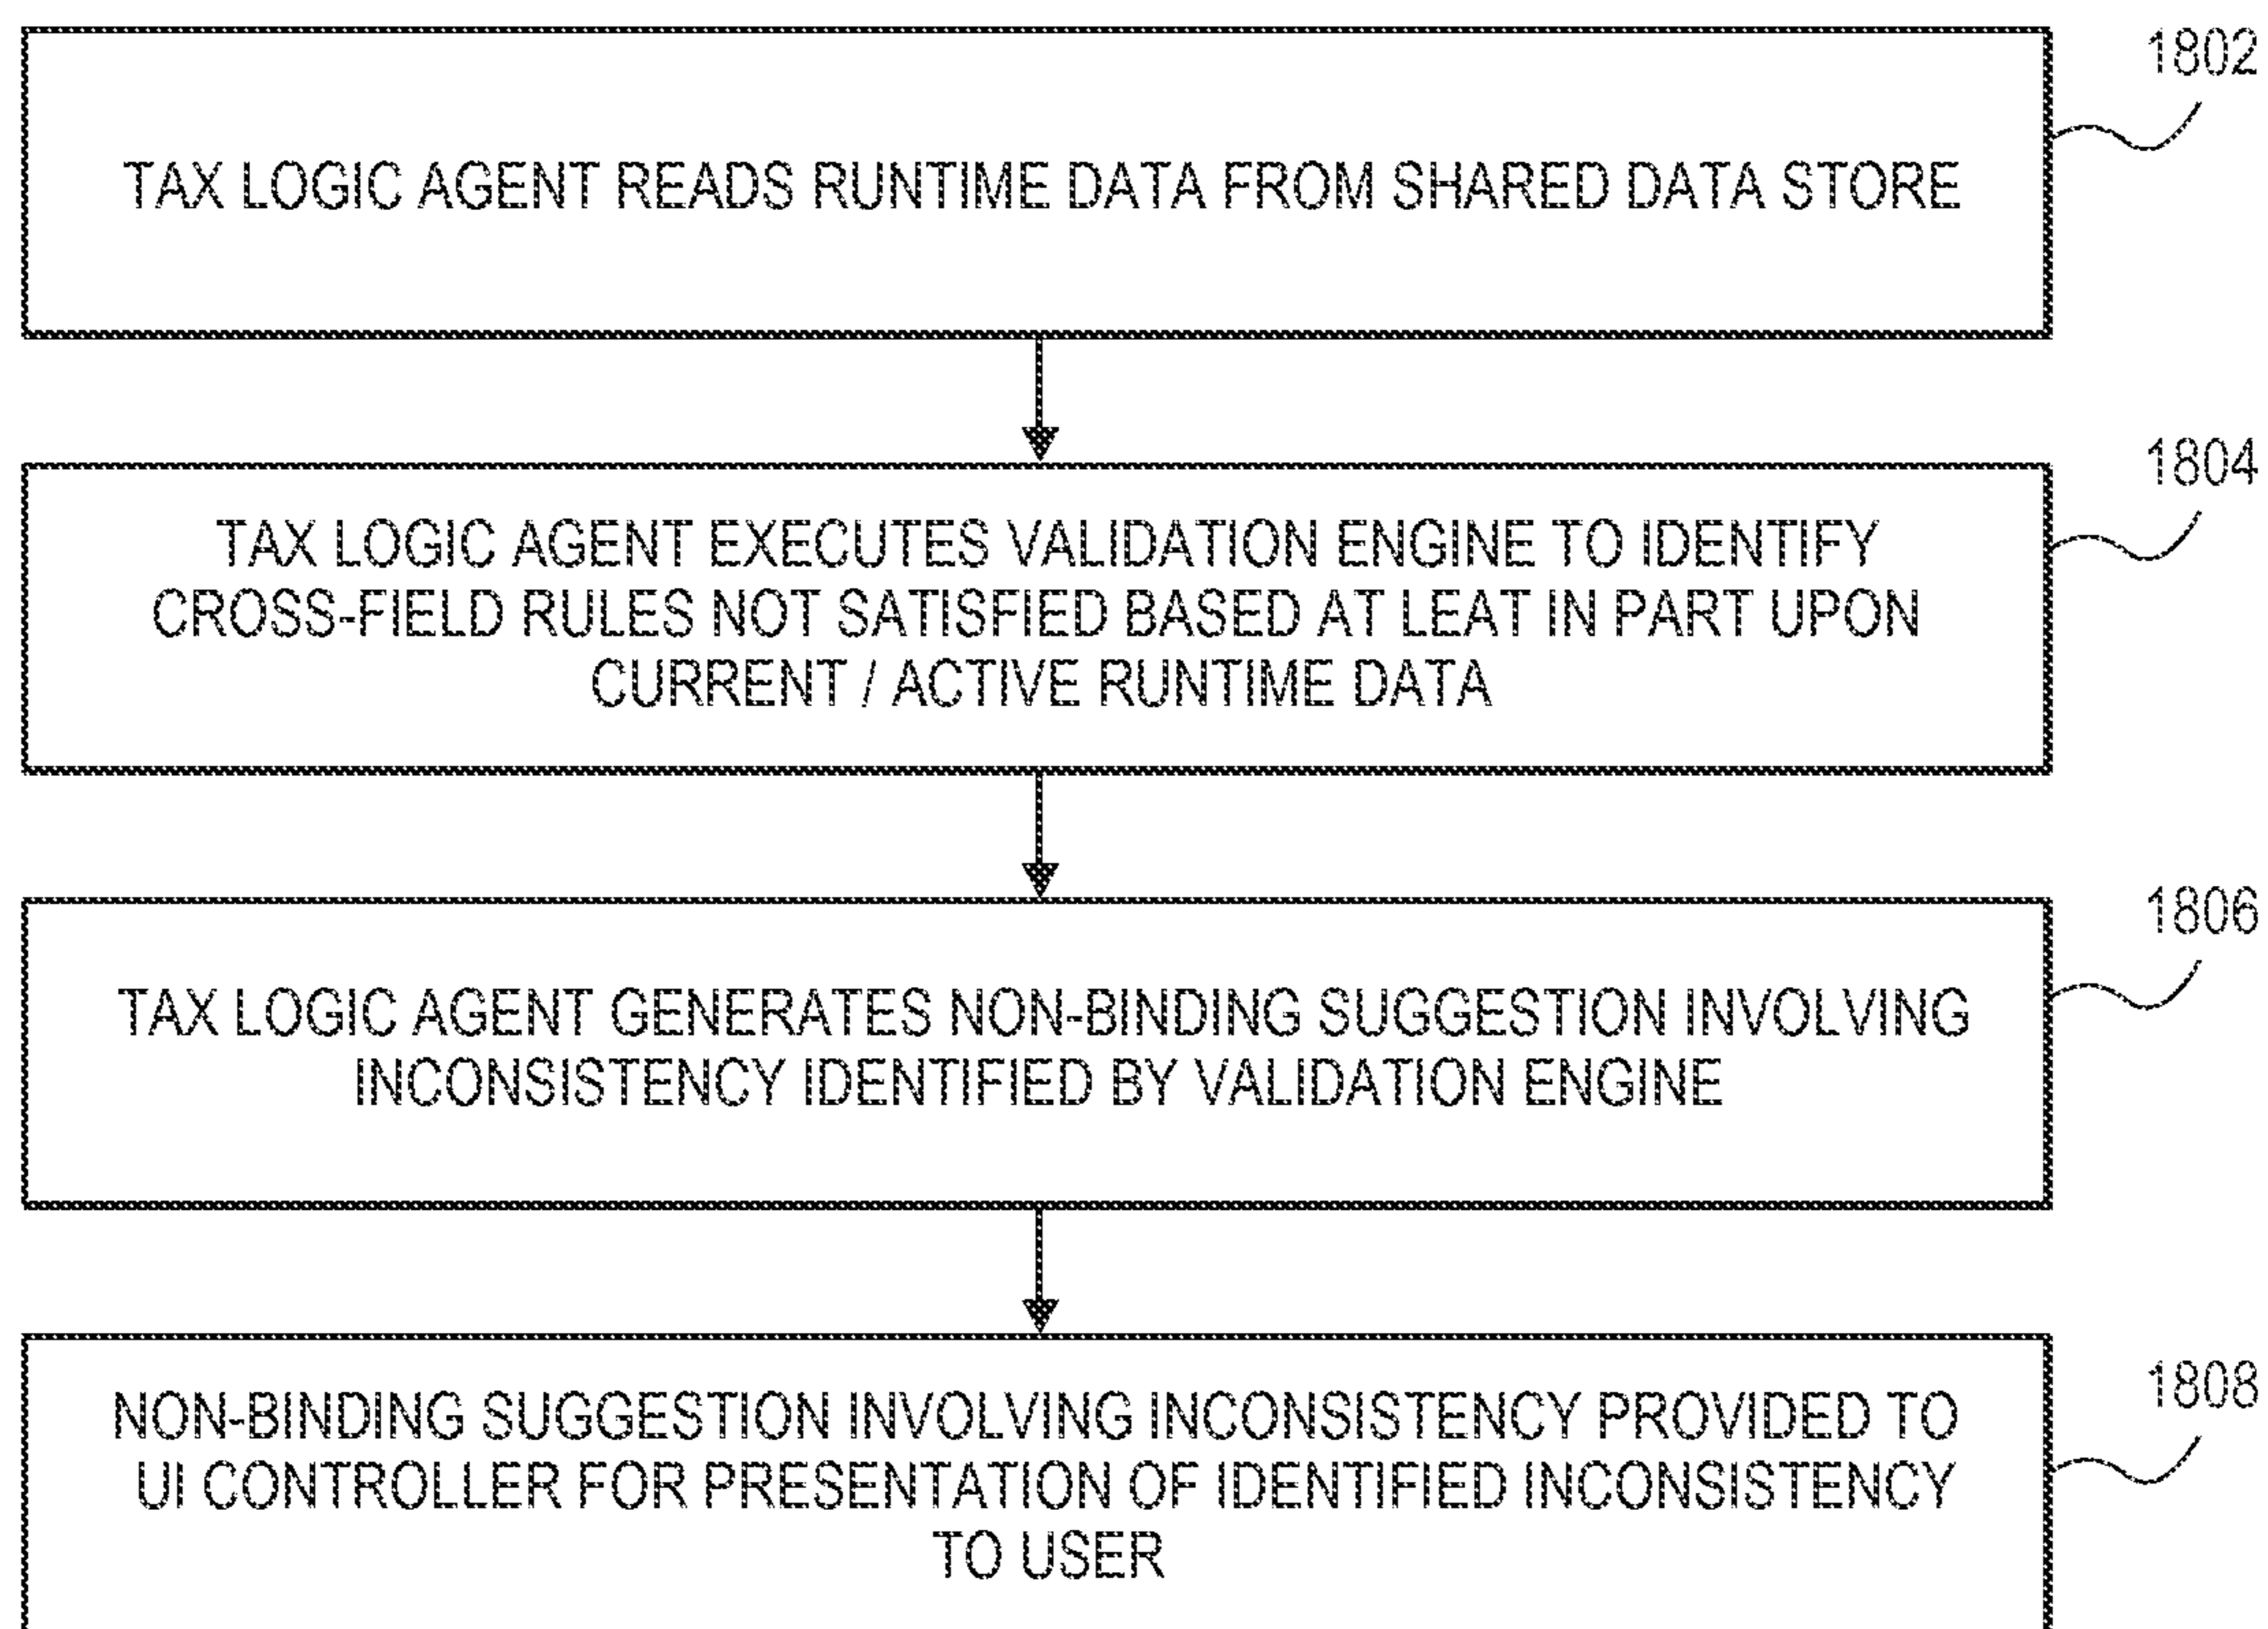 1802
TAX LOGIC AGENT READS RUNTIME DATA FROM SHARED DATA STORE
1804
TAX LOGIC AGENT EXECUTES VALIDATION ENGINE TO IDENTIFY
CROSS-FIELD RULES NOT SATISFIED BASED AT LEAT IN PART UPON
CURRENT / ACTIVE RUNTIME DATA
1806
TAX LOGIC AGENT GENERATES NON-BINDING SUGGESTION INVOLVING
INCONSISTENCY IDENTIFIED BY VALIDATION ENGINE
1808
NON-BINDING SUGGESTION INVOLVING INCONSISTENCY PROVIDED TO
UI CONTROLLER FOR PRESENTATION OF IDENTIFIED INCONSISTENCY
TO USER